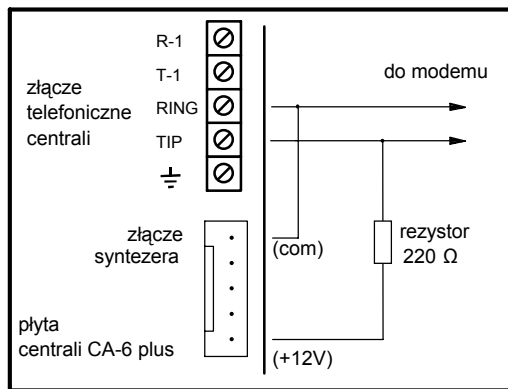 R-1
T-1
RING
TIP
złącze
telefoniczne
centrali
do modemu
złącze
syntezera
(com)
rezystor
220 Ω
płyta
centrali CA-6 plus
(+12V)